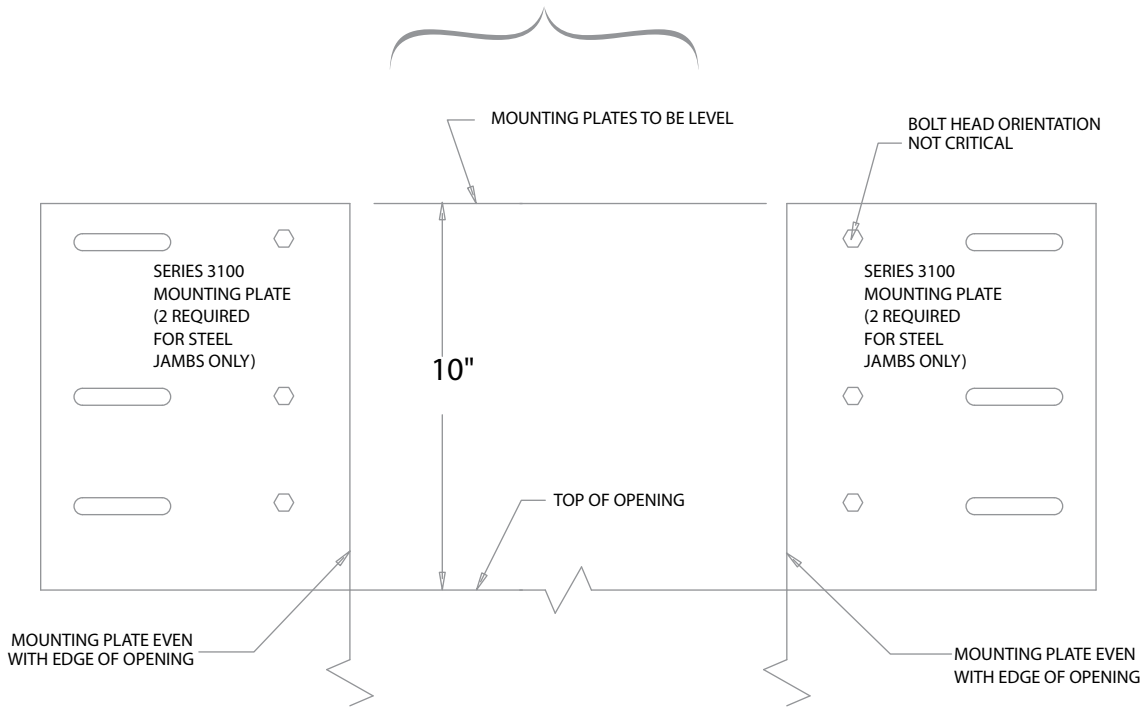 MOUNTING PLATES TO BE LEVEL
BOLT HEAD ORIENTATION
NOT CRITICAL
SERIES 3100
MOUNTING PLATE
(2 REQUIRED
FOR STEEL
JAMBS ONLY)
SERIES 3100
MOUNTING PLATE
(2 REQUIRED
FOR STEEL
JAMBS ONLY)
10"
TOP OF OPENING
MOUNTING PLATE EVEN
WITH EDGE OF OPENING
MOUNTING PLATE EVEN
WITH EDGE OF OPENING